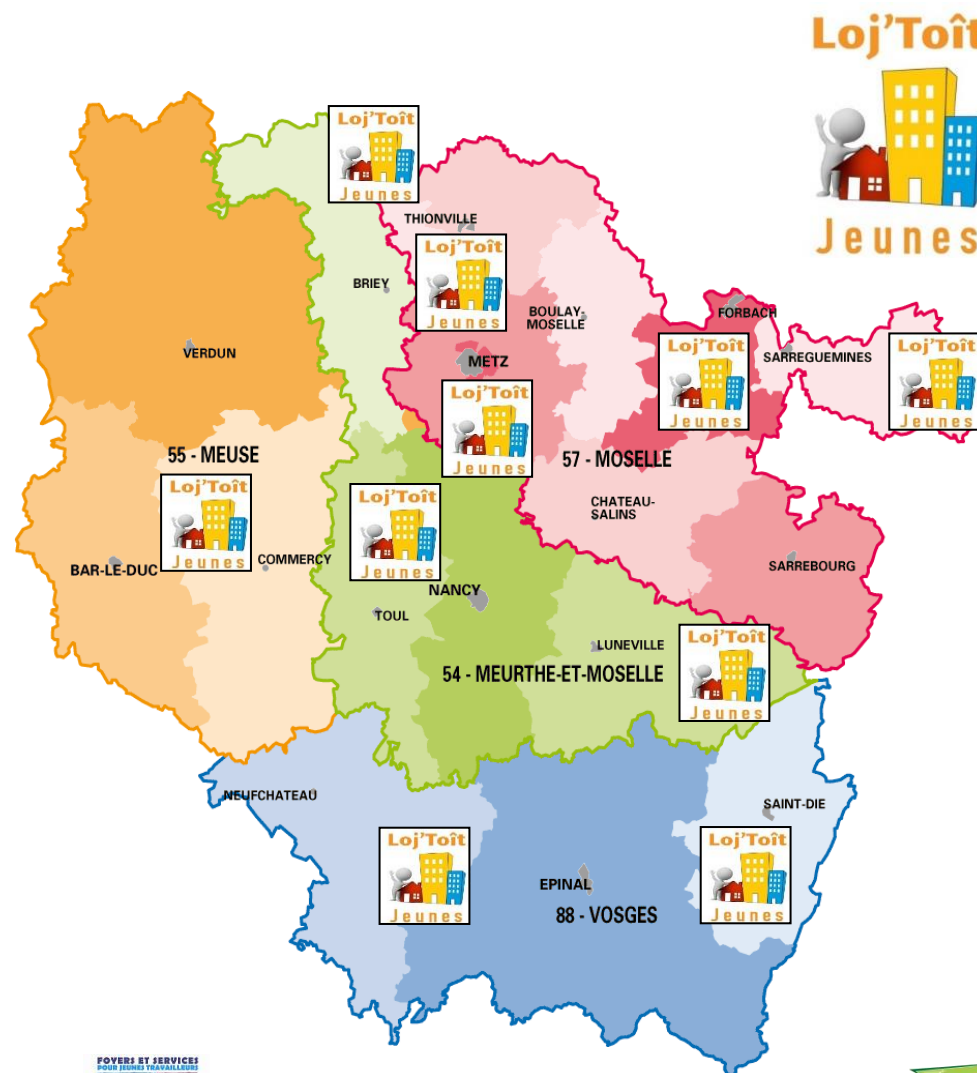 Loj'Toît
Jeunes
Loj'Toît
Jeunes
THIONVILLE
Loj'Toît
Jeunes
BRIEY
BOULAY-
MOSELLE
FORBACH
VERDUN
METZ
Loj'Toît
Jeunes
SARREGUEMINES
Loj'Toît
Jeunes
Loj'Toît
Jeunes
55 - MEUSE
57 - MOSELLE
Loj'Toît
Jeunes
Loj'Toît
Jeunes
CHATEAU-
SALINS
BAR-LE-DUC
COMMERCY
SARREBOURG
NANCY
TOUL
LUNEVILLE
Loj'Toît
Jeunes
54 - MEURTHE-ET-MOSELLE
NEUFCHATEAU
SAINT-DIE
Loj'Toît
Jeunes
Loj'Toît
Jeunes
EPINAL
88 - VOSGES
FOYERS ET SERVICES
POUR JEUNES TRAVAILLEURS